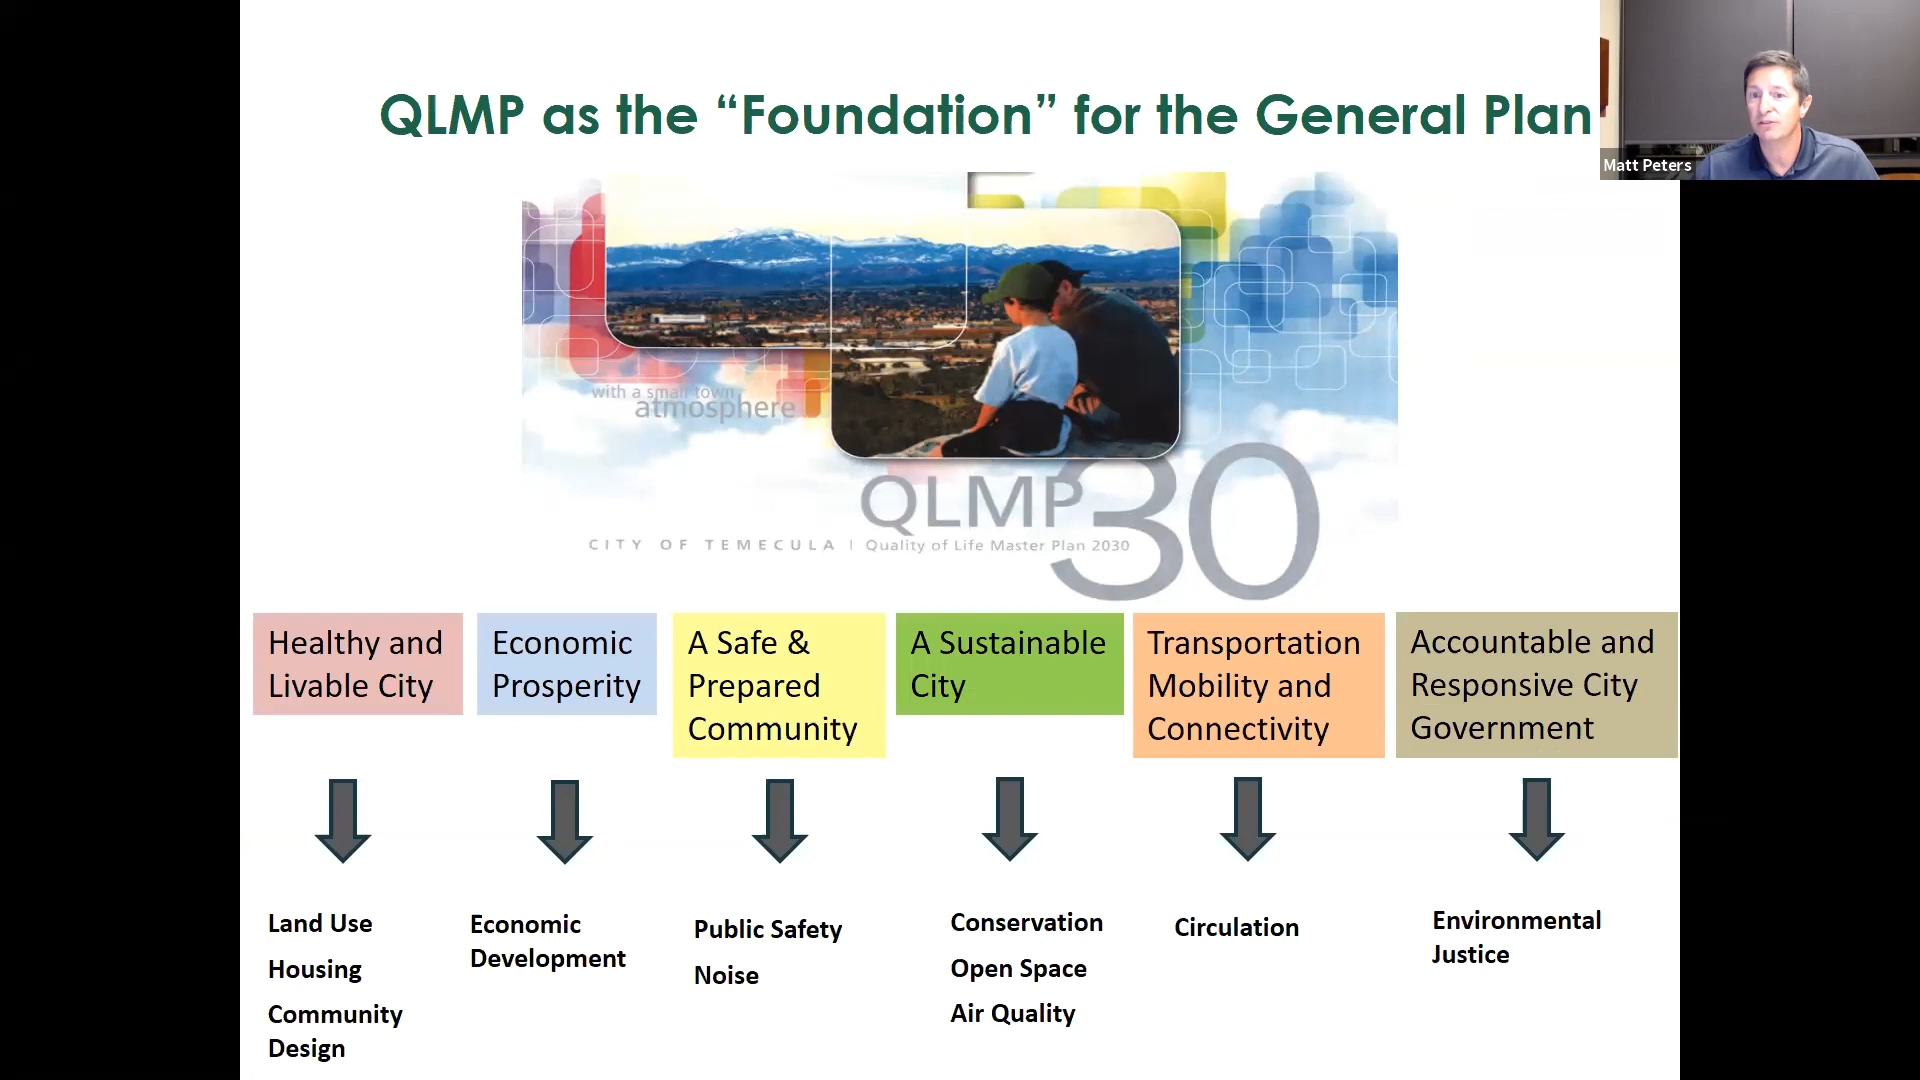 QLMP as the “Foundation” for the General Plan
Matt Peters
with a small town
atmosphere
QLMP30
CITY OF TEMECULA | Quality of Life Master Plan 2030
Healthy and
Livable City
Economic
Prosperity
A Safe &
Prepared
Community
A Sustainable
City
Transportation
Mobility and
Connectivity
Accountable and
Responsive City
Government
Land Use
Housing
Community
Design
Economic
Development
Public Safety
Noise
Conservation
Open Space
Air Quality
Circulation
Environmental
Justice